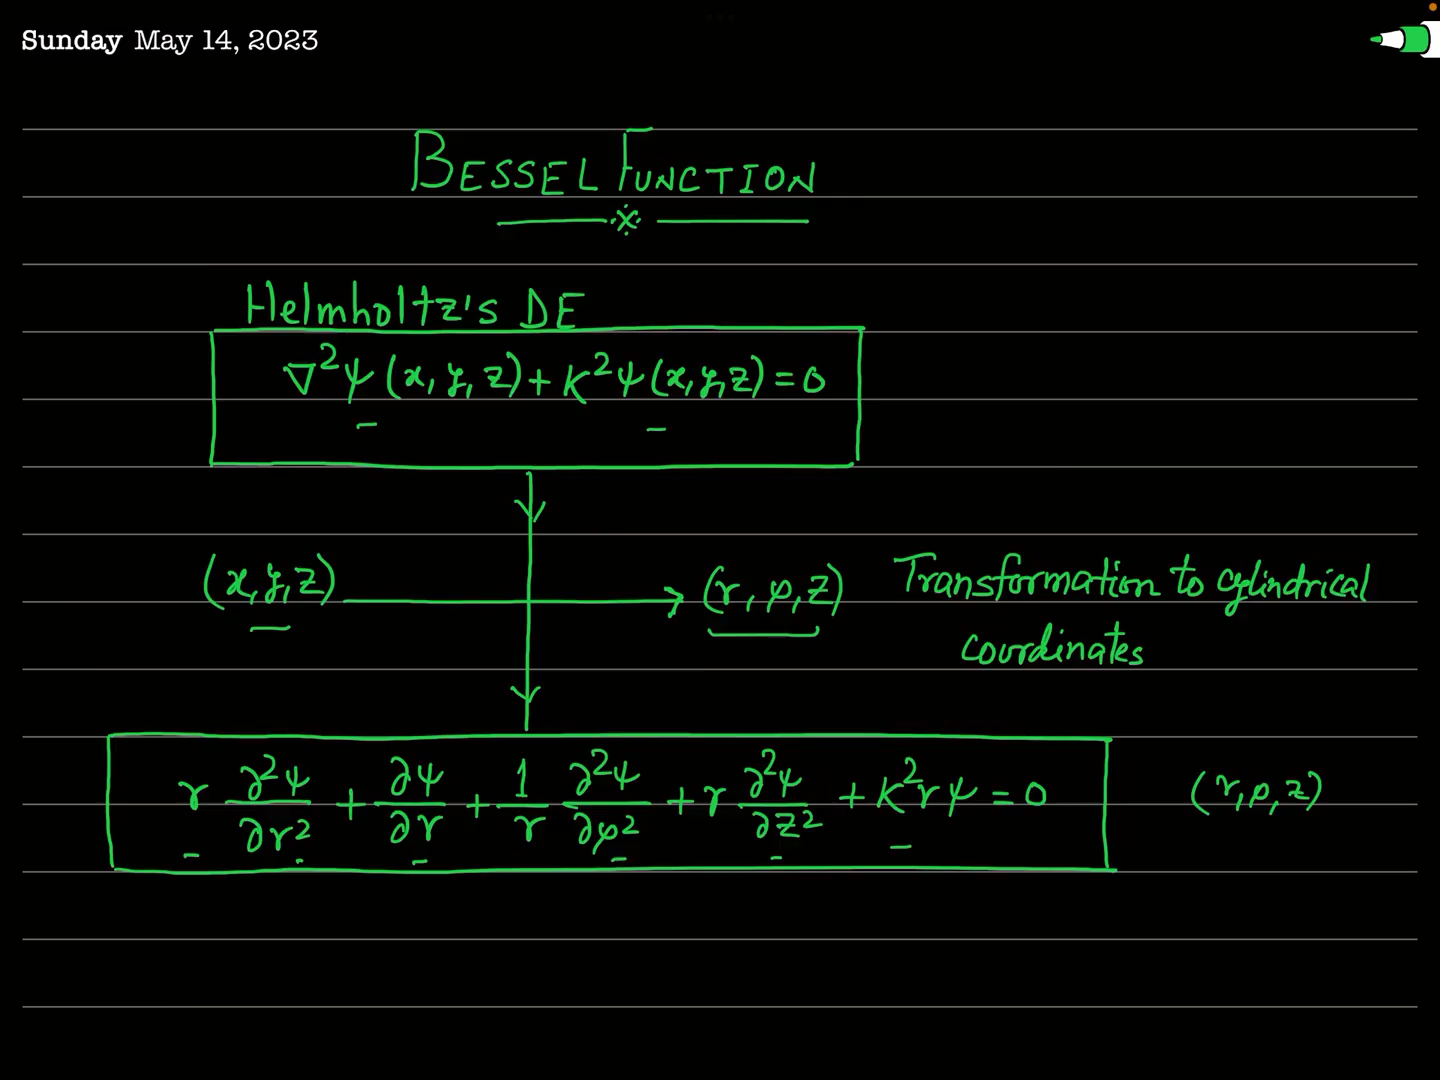 Sunday May 14, 2023
BESSEL FUNCTION
Helmholtz's DE
∇²ψ(x, y, z) + K²ψ(x, y, z) = 0
(x, y, z) → (r, φ, z) Transformation to cylindrical
coordinates
r ∂²ψ/∂r² + ∂ψ/∂r + 1/r ∂²ψ/∂φ² + r ∂²ψ/∂z² + K²rψ = 0 (r, φ, z)